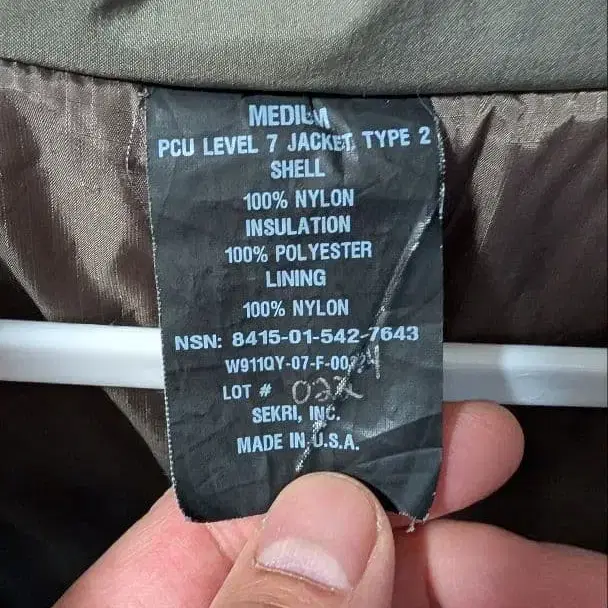 MEDIUM
PCU LEVEL 7 JACKET, TYPE 2
SHELL
100% NYLON
INSULATION
100% POLYESTER
LINING
100% NYLON
NSN: 8415-01-542-7643
LOT #
SEKRI, INC.
MADE IN U.S.A.